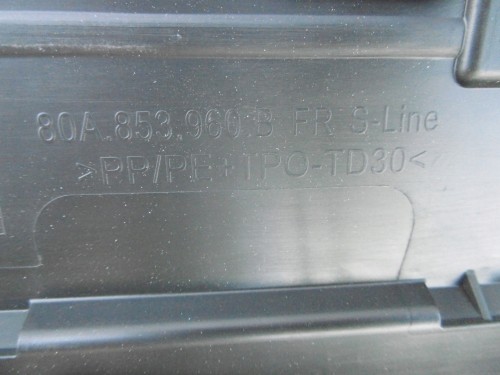 80A.853.960.B FR S-Line
>PP/PE+TPO-TD30<